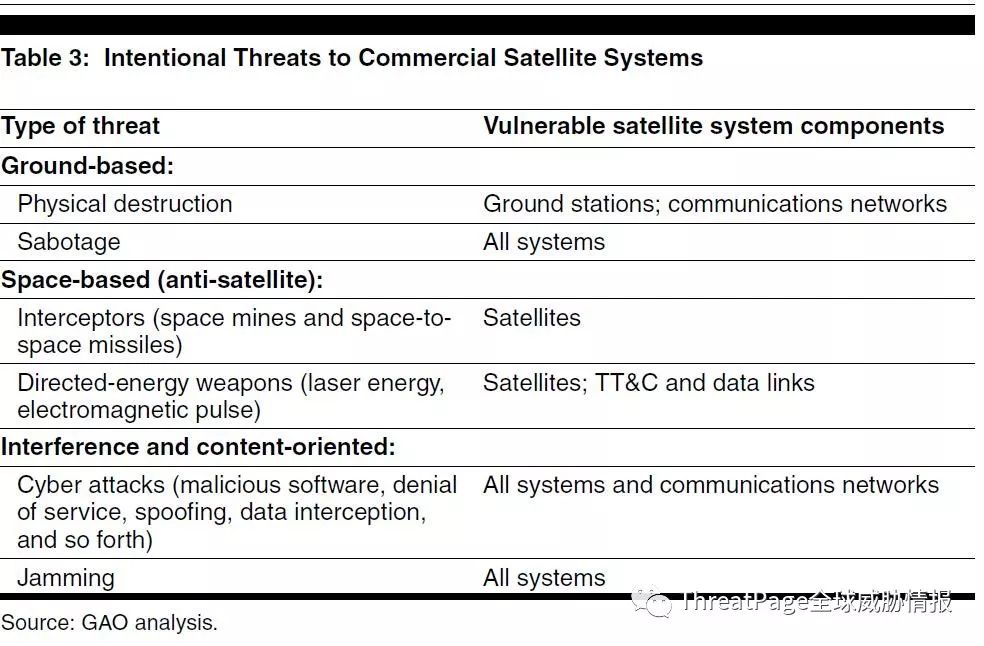 Table 3: Intentional Threats to Commercial Satellite Systems
Type of threat Vulnerable satellite system components
Ground-based:
Physical destruction Ground stations; communications networks
Sabotage All systems
Space-based (anti-satellite):
Interceptors (space mines and space-to- Satellites
space missiles)
Directed-energy weapons (laser energy, Satellites; TT&C and data links
electromagnetic pulse)
Interference and content-oriented:
Cyber attacks (malicious software, denial All systems and communications networks
of service, spoofing, data interception,
and so forth)
Jamming All systems
ThreatPage全球威胁情报
Source: GAO analysis.